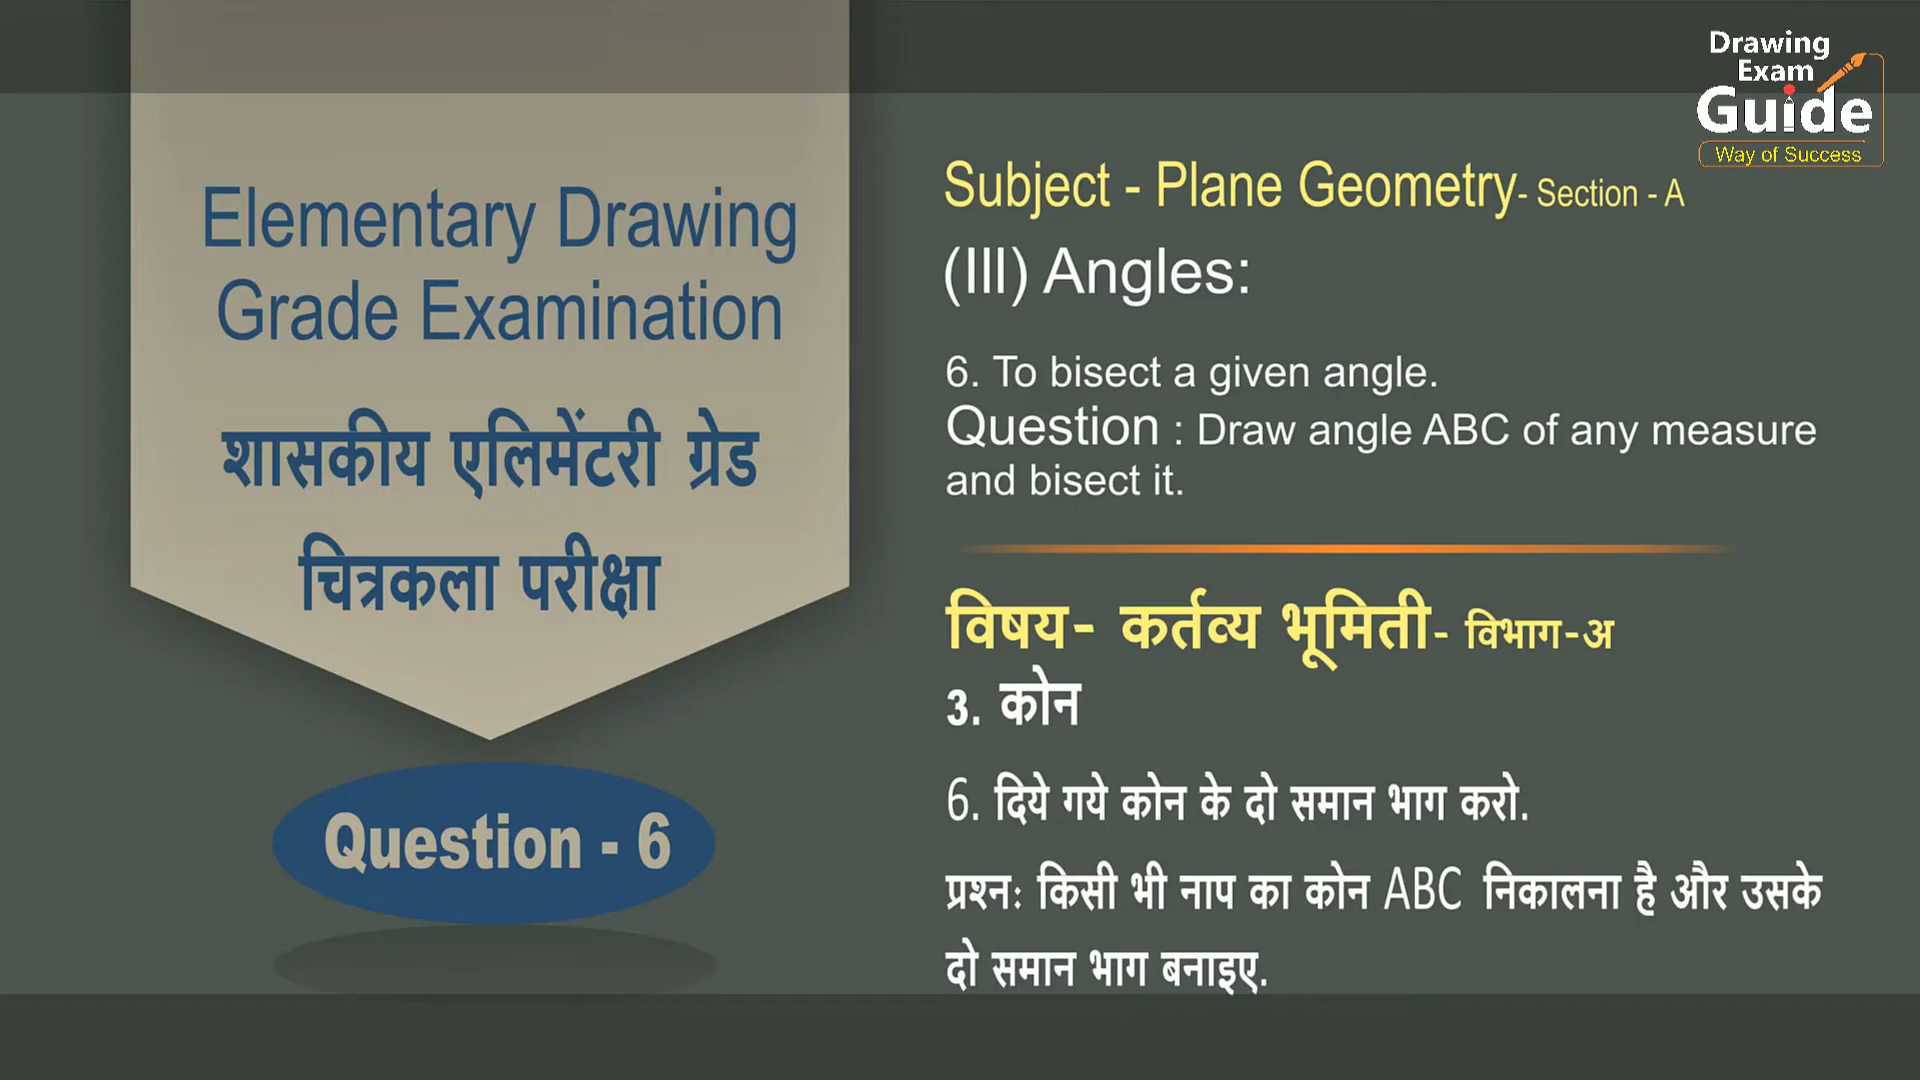 Drawing
Exam
Guide
Way of Success
Elementary Drawing
Grade Examination
शासकीय एलिमेंटरी ग्रेड
चित्रकला परीक्षा
Question - 6
Subject - Plane Geometry- Section - A
(III) Angles:
6. To bisect a given angle.
Question : Draw angle ABC of any measure
and bisect it.
विषय- कर्तव्य भूमिती- विभाग-अ
3. कोन
6. दिये गये कोन के दो समान भाग करो.
प्रश्नः किसी भी नाप का कोन ABC निकालना है और उसके
दो समान भाग बनाइए.